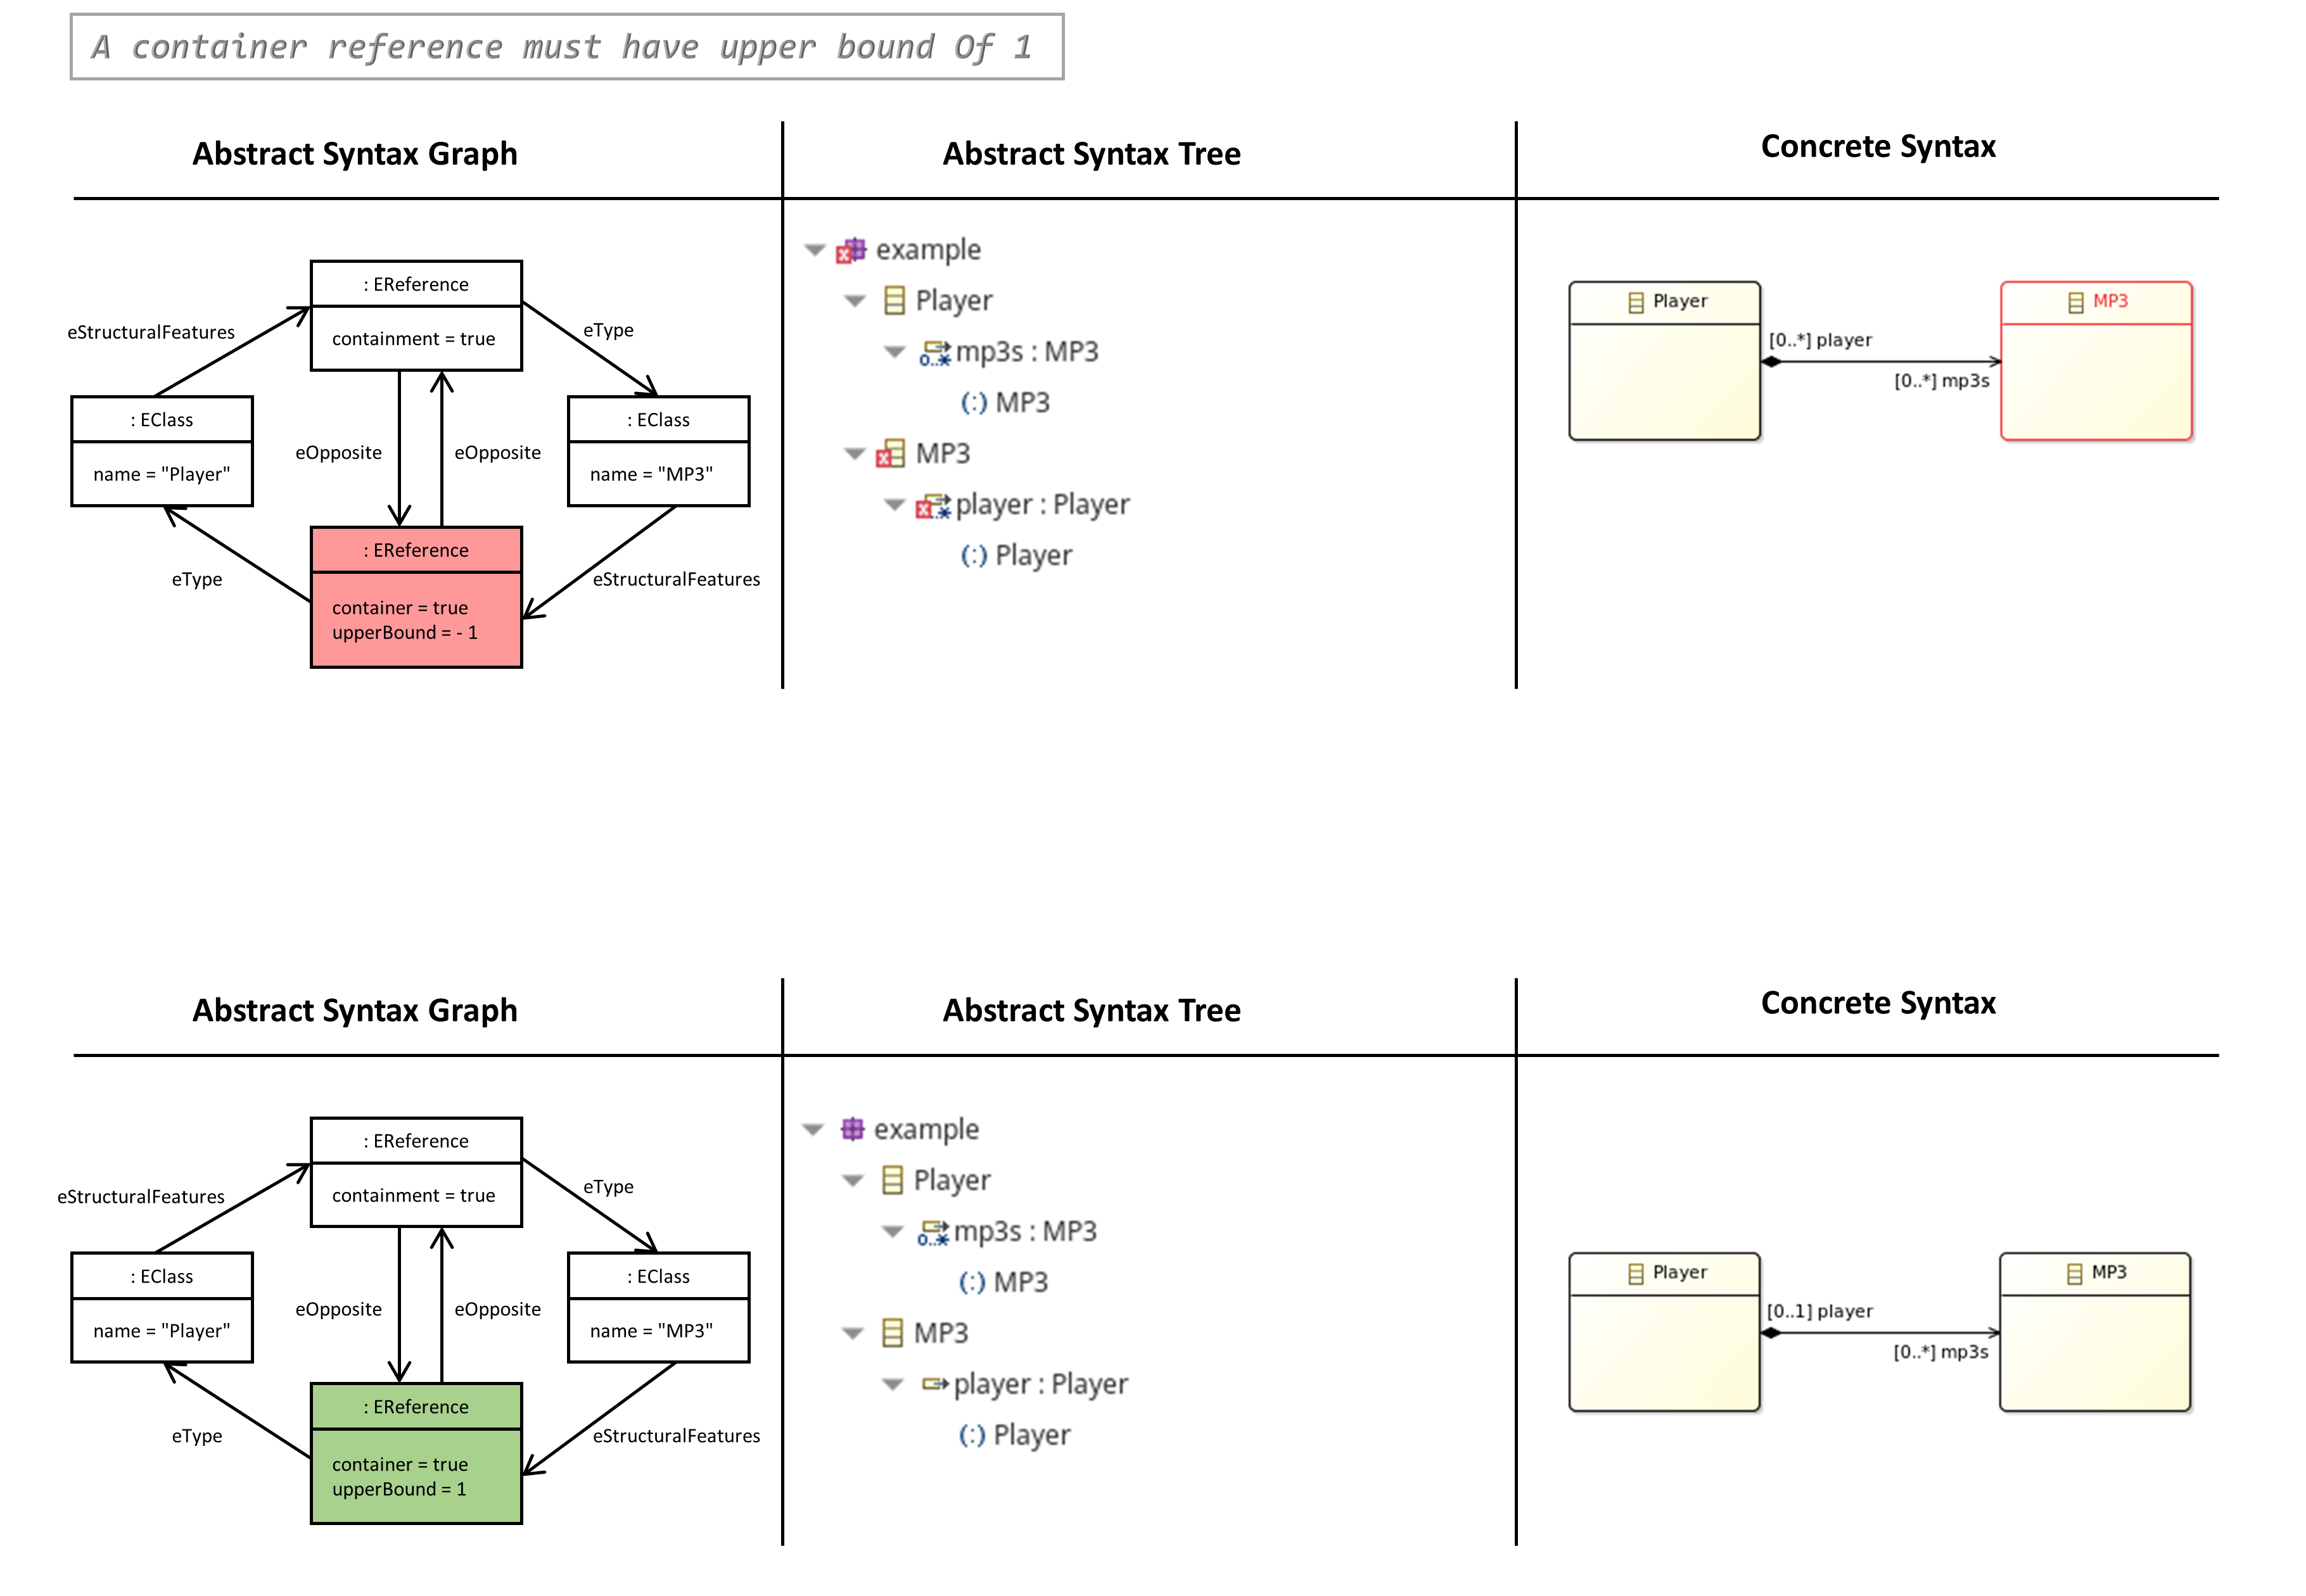 A container reference must have upper bound Of 1
Abstract Syntax Graph
Abstract Syntax Tree
Concrete Syntax
: EReference
containment = true
eStructuralFeatures
eType
: EClass
name = "Player"
eOpposite
eOpposite
: EClass
name = "MP3"
: EReference
container = true
upperBound = - 1
eType
eStructuralFeatures
example
Player
0..* mp3s : MP3
(:) MP3
MP3
player : Player
(:) Player
Player
[0..*] player
[0..*] mp3s
MP3
Abstract Syntax Graph
Abstract Syntax Tree
Concrete Syntax
: EReference
containment = true
eStructuralFeatures
eType
: EClass
name = "Player"
eOpposite
eOpposite
: EClass
name = "MP3"
: EReference
container = true
upperBound = 1
eType
eStructuralFeatures
example
Player
0..* mp3s : MP3
(:) MP3
MP3
player : Player
(:) Player
Player
[0..1] player
[0..*] mp3s
MP3